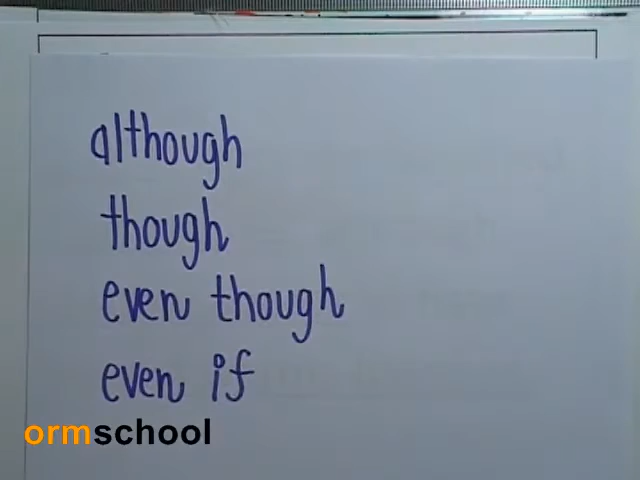 although
though
even though
even if
ormschool